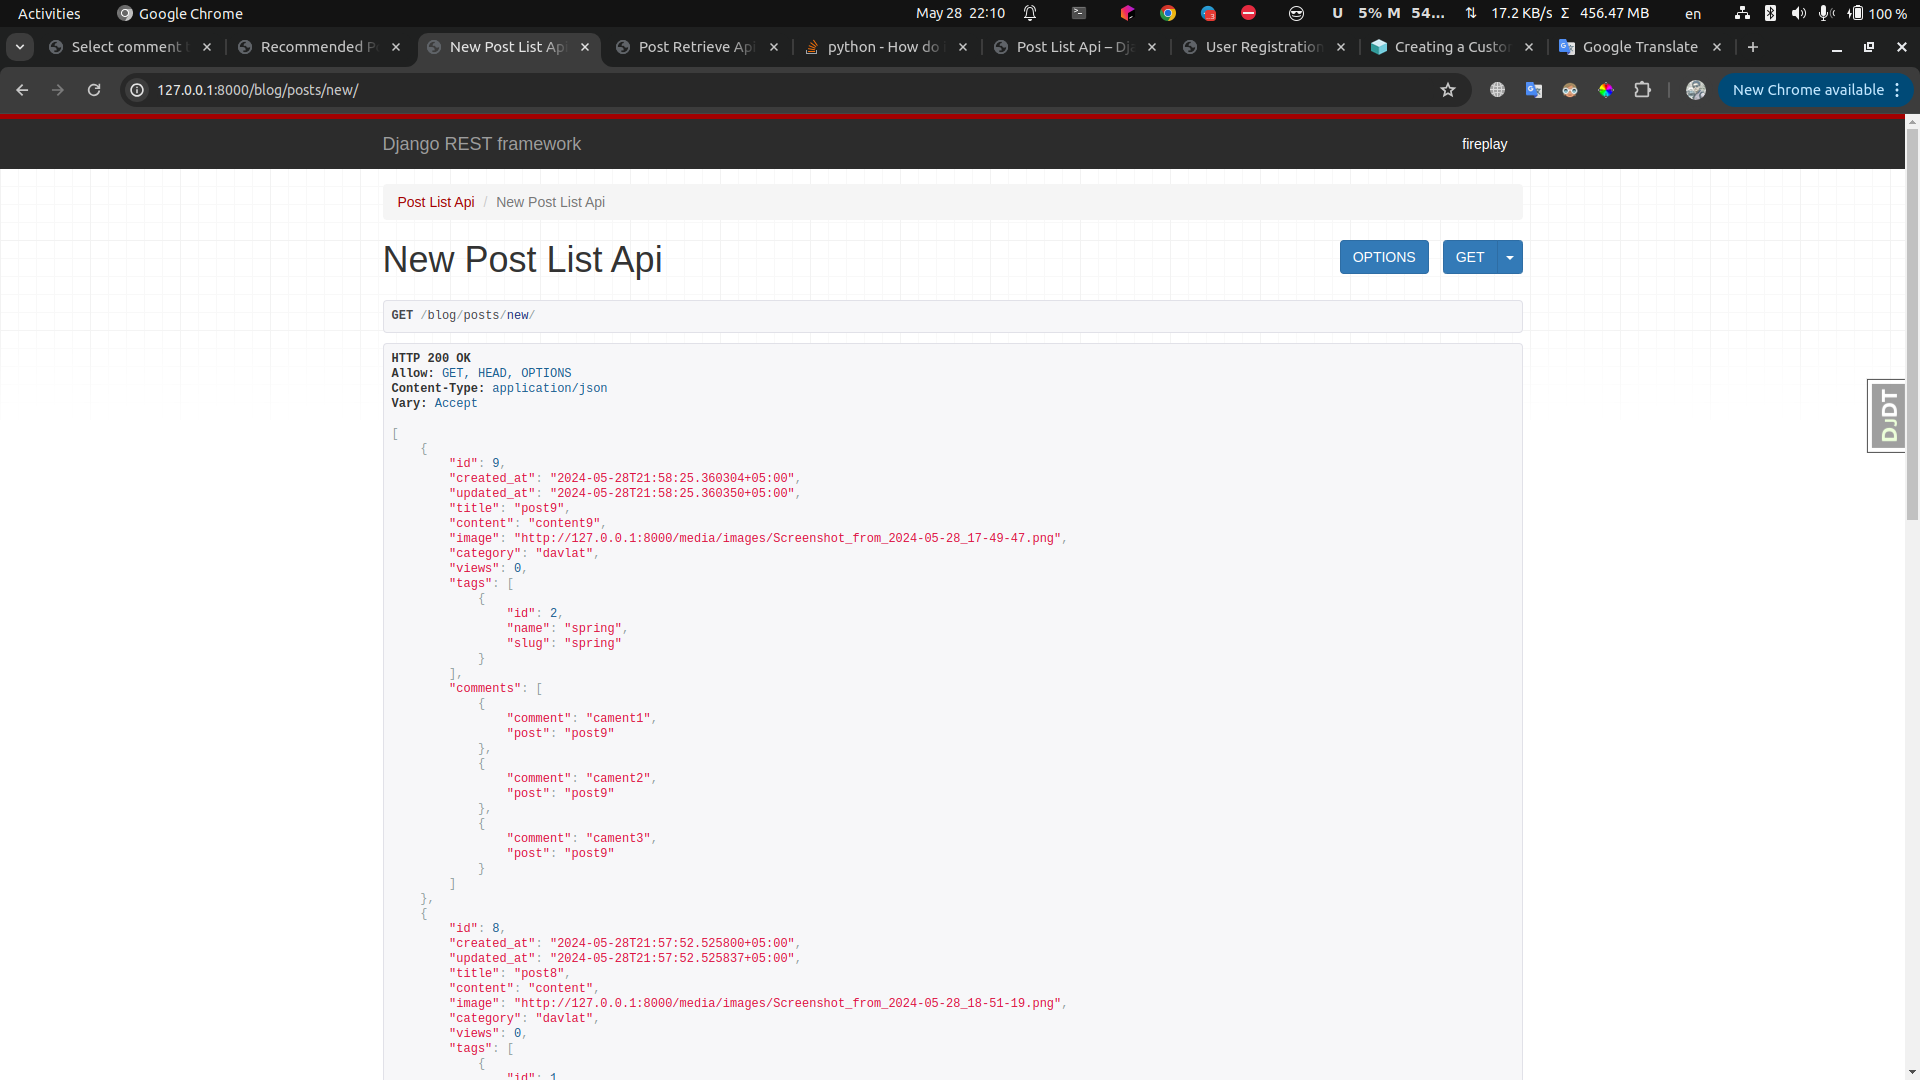 Activities Google Chrome May 28 22:10 U 5% M 54... 17.2 KB/s Σ 456.47 MB en 100 %
Select comment Recommended P New Post List Api Post Retrieve Api python - How do Post List Api – Dja User Registration Creating a Custo Google Translate
127.0.0.1:8000/blog/posts/new/ New Chrome available
Django REST framework fireplay
Post List Api / New Post List Api
New Post List Api OPTIONS GET
GET /blog/posts/new/
HTTP 200 OK
Allow: GET, HEAD, OPTIONS
Content-Type: application/json
Vary: Accept
[
{
"id": 9,
"created_at": "2024-05-28T21:58:25.360304+05:00",
"updated_at": "2024-05-28T21:58:25.360350+05:00",
"title": "post9",
"content": "content9",
"image": "http://127.0.0.1:8000/media/images/Screenshot_from_2024-05-28_17-49-47.png",
"category": "davlat",
"views": 0,
"tags": [
{
"id": 2,
"name": "spring",
"slug": "spring"
}
],
"comments": [
{
"comment": "cament1",
"post": "post9"
},
{
"comment": "cament2",
"post": "post9"
},
{
"comment": "cament3",
"post": "post9"
}
]
},
{
"id": 8,
"created_at": "2024-05-28T21:57:52.525800+05:00",
"updated_at": "2024-05-28T21:57:52.525837+05:00",
"title": "post8",
"content": "content",
"image": "http://127.0.0.1:8000/media/images/Screenshot_from_2024-05-28_18-51-19.png",
"category": "davlat",
"views": 0,
"tags": [
{
"id": 1
DJDT